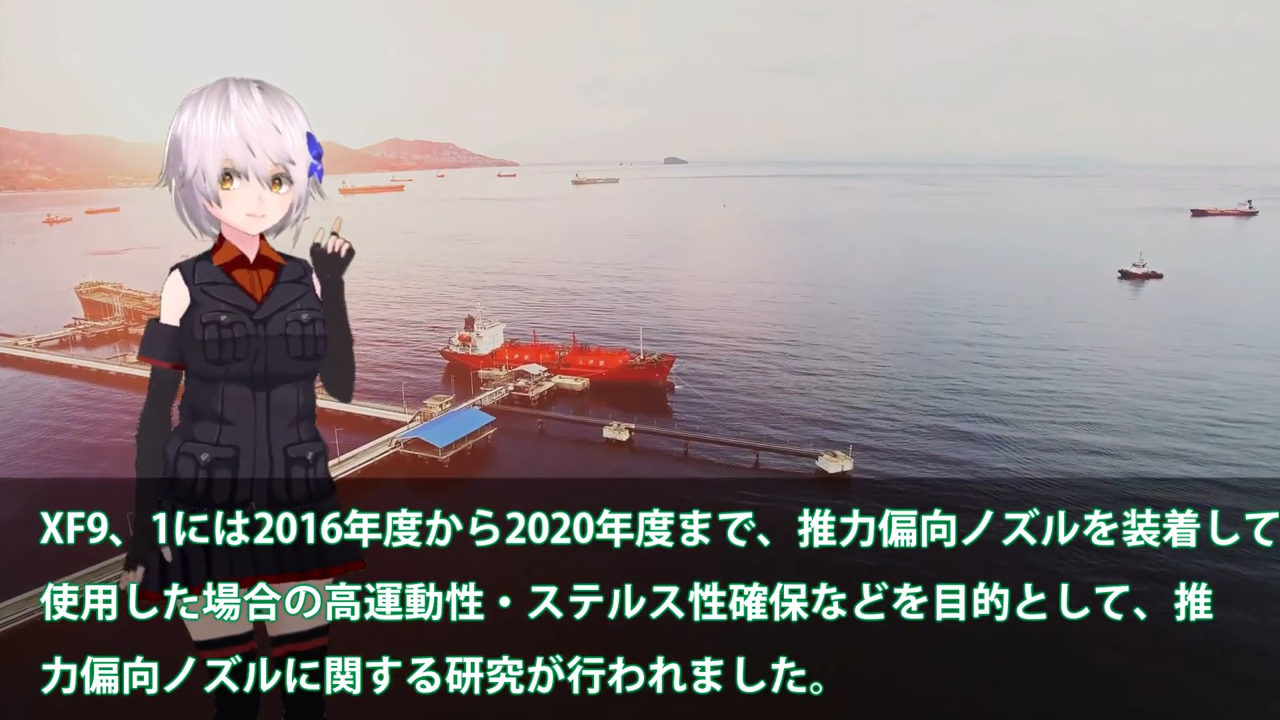 XF9、1には2016年度から2020年度まで、推力偏向ノズルを装着して
使用した場合の高運動性・ステルス性確保などを目的として、推
力偏向ノズルに関する研究が行われました。